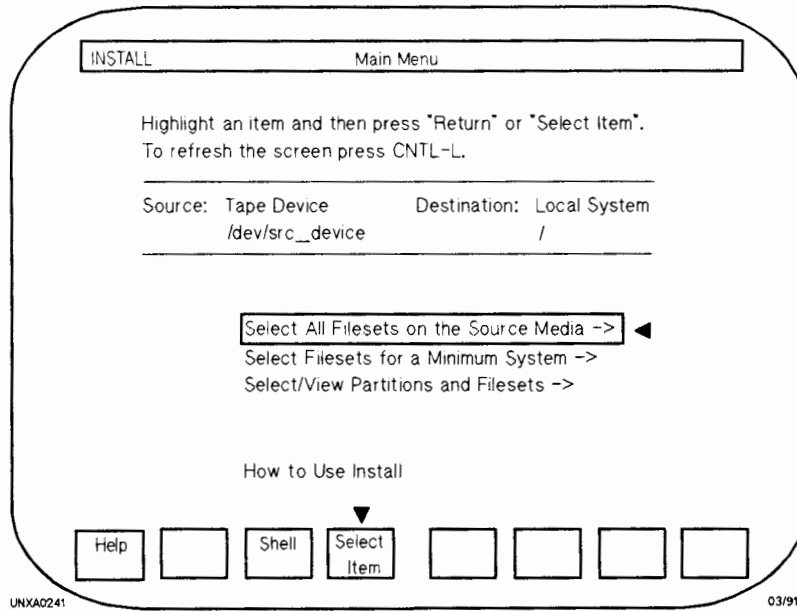 INSTALL Main Menu
Highlight an item and then press "Return" or "Select Item".
To refresh the screen press CNTL-L.
Source: Tape Device Destination: Local System
/dev/src_device /
Select All Filesets on the Source Media ->
Select Filesets for a Minimum System ->
Select/View Partitions and Filesets ->
How to Use Install
Help Shell Select
Item
UNXA0241 03/91